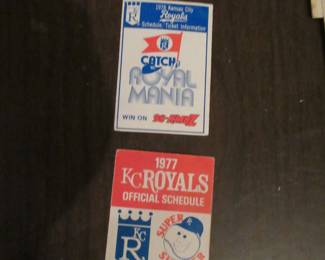 1978 Kansas City
Royals
Schedule/Ticket Information
R
CATCH
ROYAL
MANIA
WIN ON
1977
KC ROYALS
OFFICIAL SCHEDULE
KC
R
SUPER